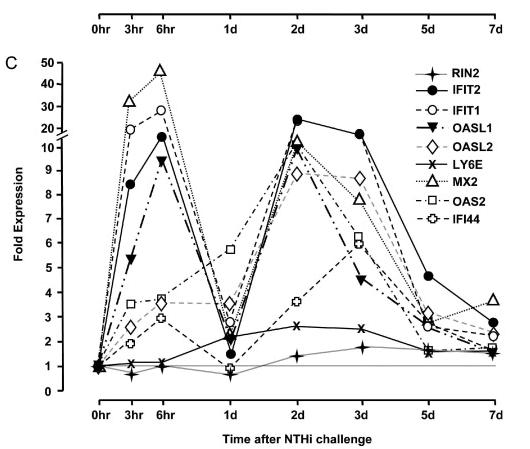 0hr 3hr 6hr 1d 2d 3d 5d 7d
C
50
40
30
20
10
9
8
7
6
5
4
3
2
1
0
Fold Expression
RIN2
IFIT2
IFIT1
OASL1
OASL2
LY6E
MX2
OAS2
IFI44
0hr 3hr 6hr 1d 2d 3d 5d 7d
Time after NTHi challenge